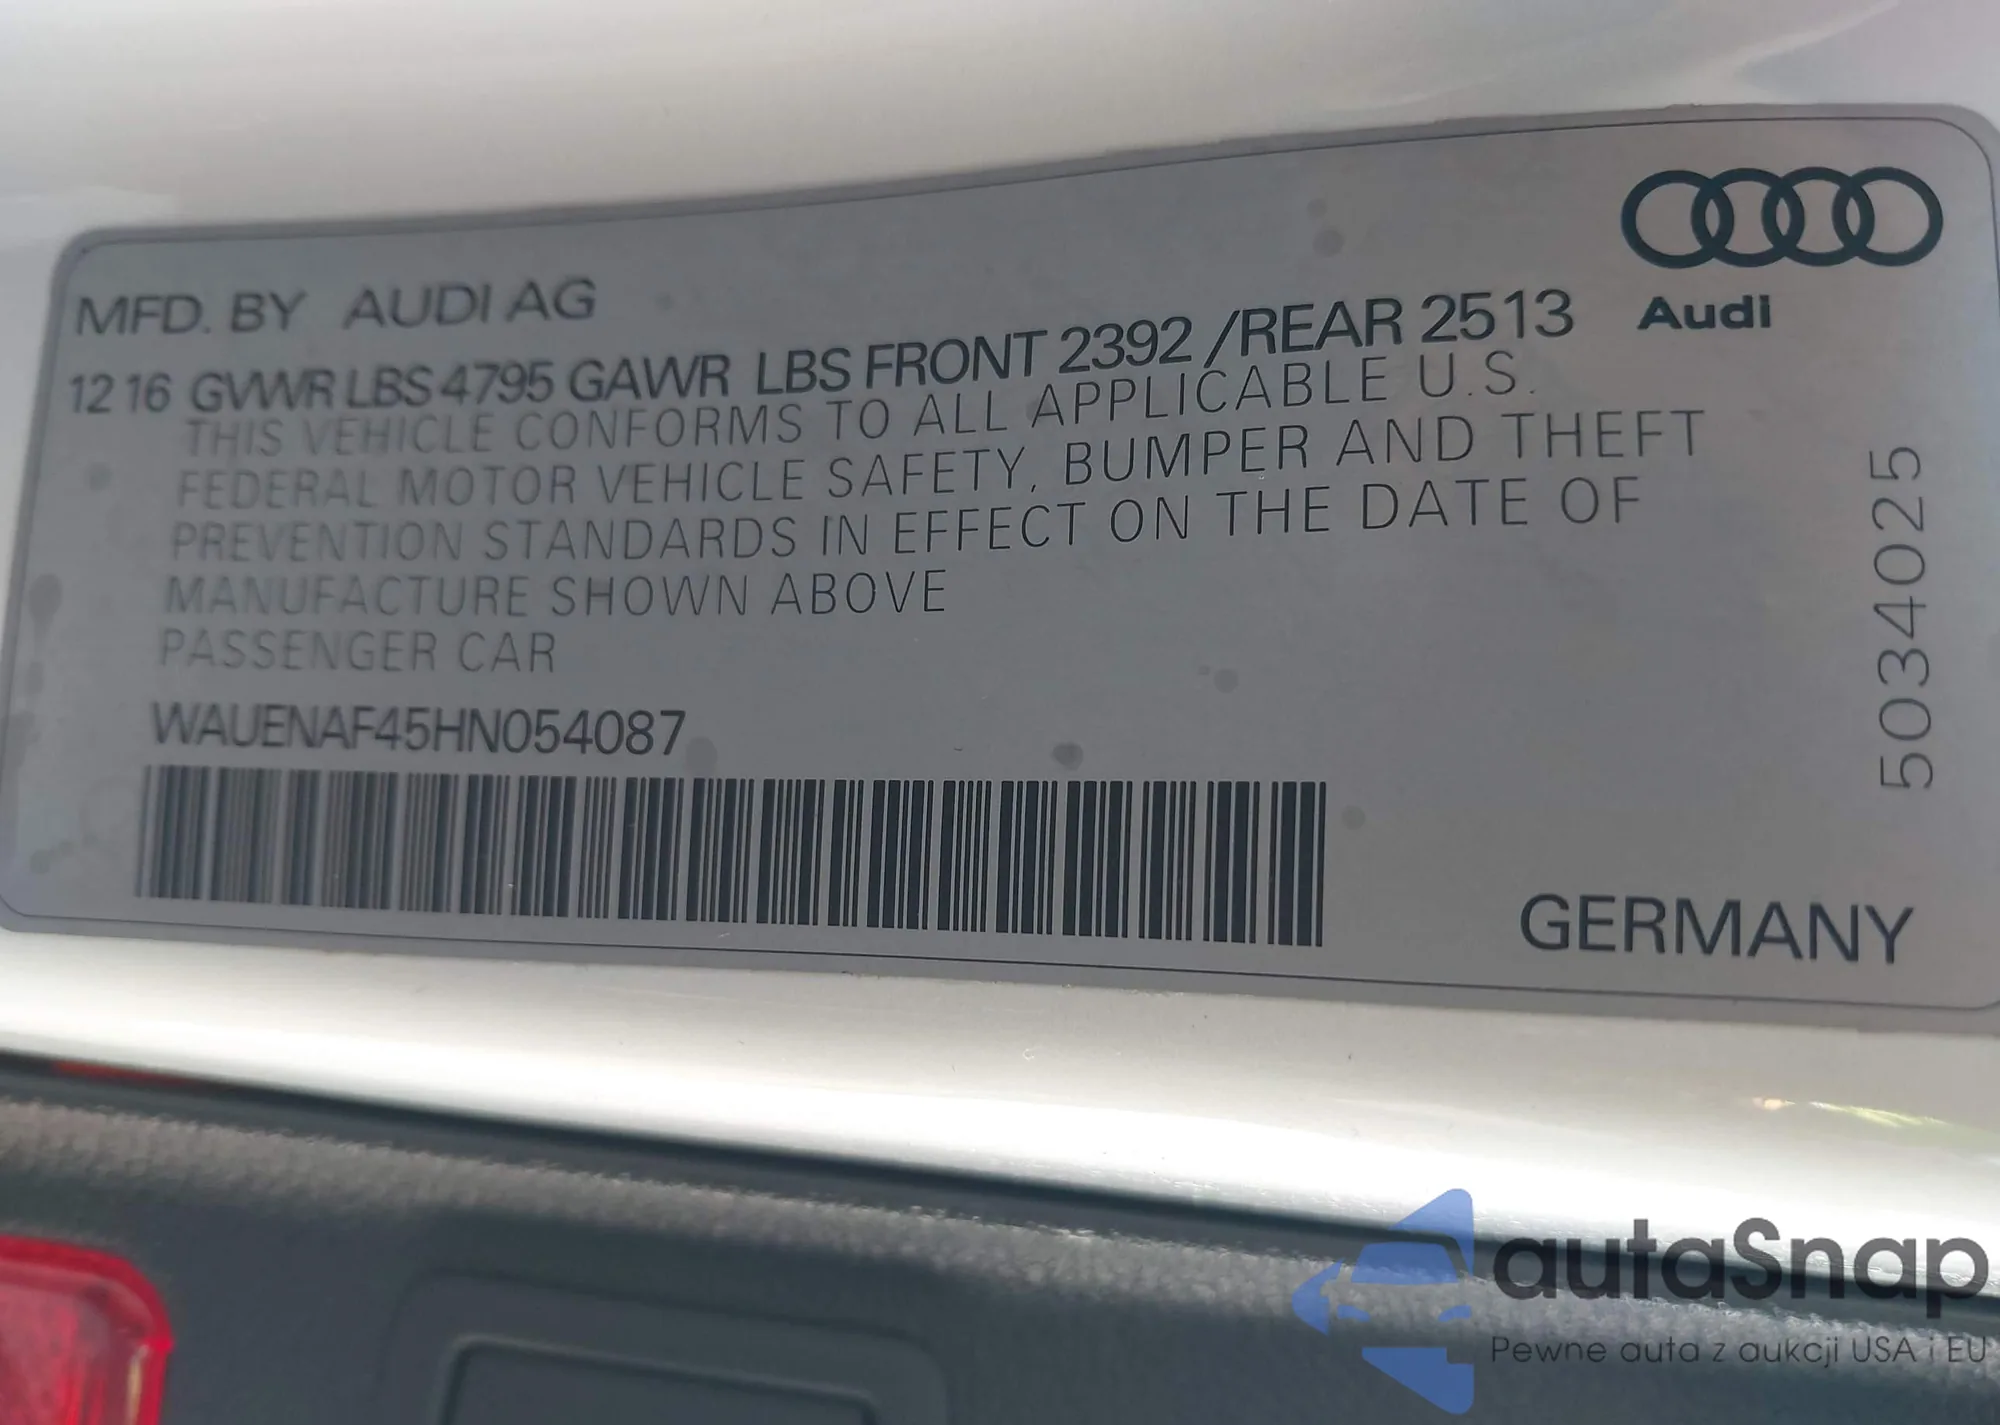 MFD. BY AUDI AG
12 16 GVWR LBS 4795 GAWR LBS FRONT 2392 /REAR 2513
THIS VEHICLE CONFORMS TO ALL APPLICABLE U.S.
FEDERAL MOTOR VEHICLE SAFETY, BUMPER AND THEFT
PREVENTION STANDARDS IN EFFECT ON THE DATE OF
MANUFACTURE SHOWN ABOVE
PASSENGER CAR
WAUENAF45HN054087
Audi
5034025
GERMANY
autaSnap
Pewne auta z aukcji USA i EU